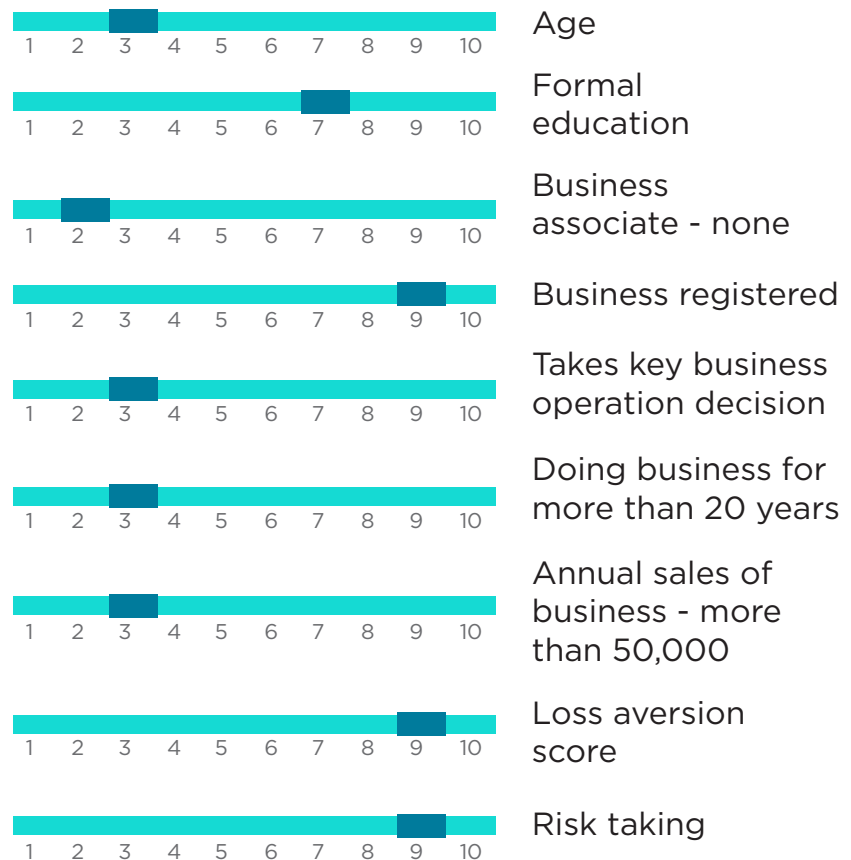 Age
1 2 3 4 5 6 7 8 9 10
Formal
education
1 2 3 4 5 6 7 8 9 10
Business
associate - none
1 2 3 4 5 6 7 8 9 10
Business registered
1 2 3 4 5 6 7 8 9 10
Takes key business
operation decision
1 2 3 4 5 6 7 8 9 10
Doing business for
more than 20 years
1 2 3 4 5 6 7 8 9 10
Annual sales of
business - more
than 50,000
1 2 3 4 5 6 7 8 9 10
Loss aversion
score
1 2 3 4 5 6 7 8 9 10
Risk taking
1 2 3 4 5 6 7 8 9 10